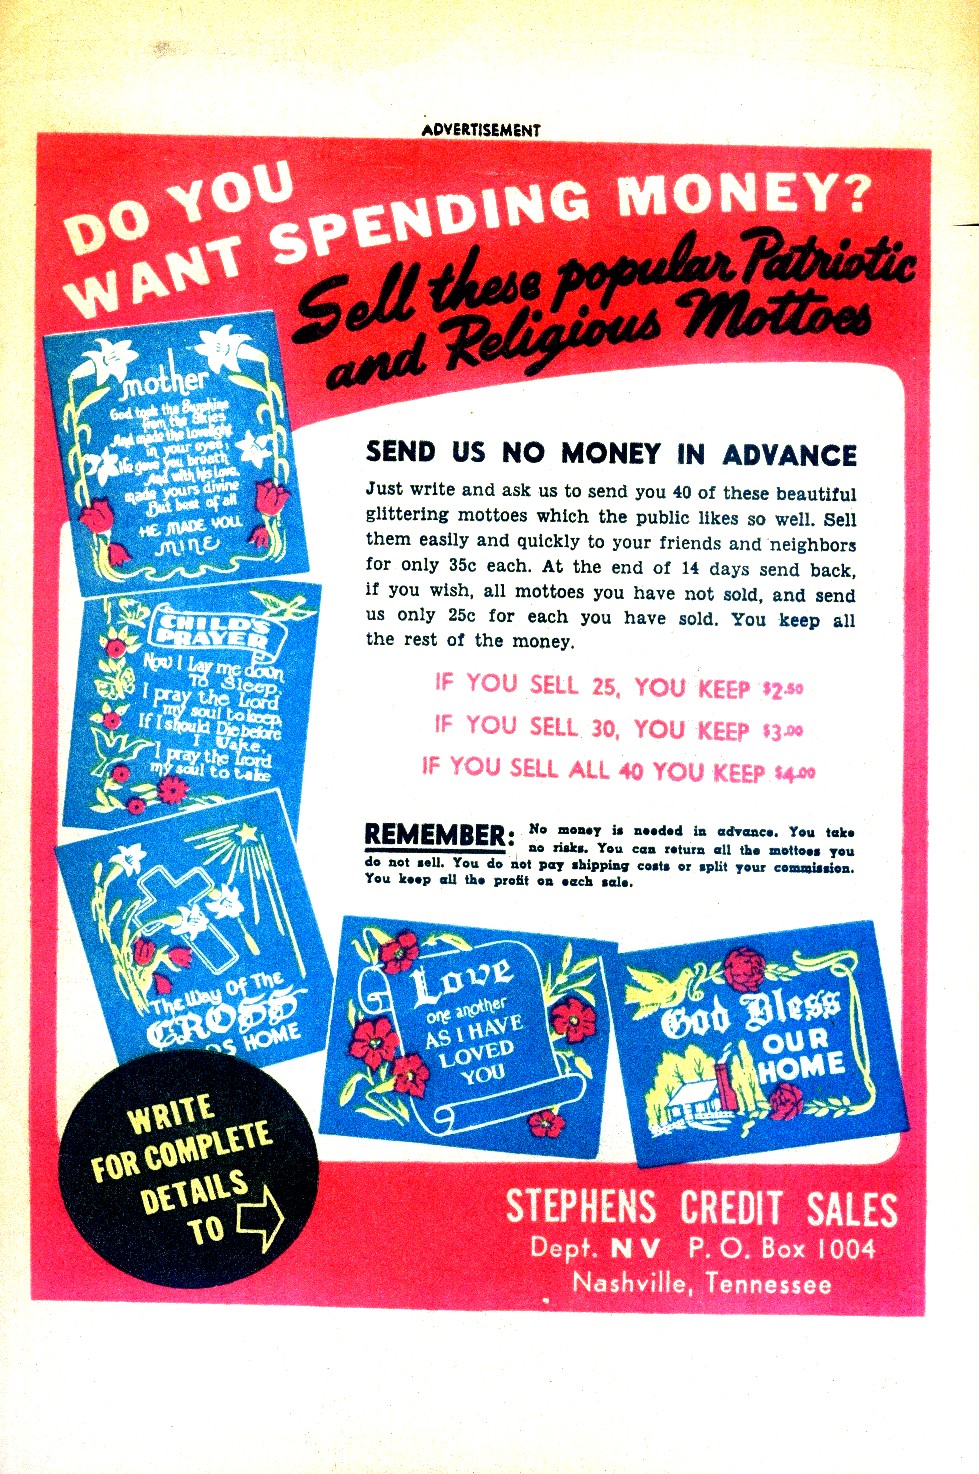 ADVERTISEMENT
DO YOU
WANT SPENDING MONEY?
Sell these popular Patriotic
and Religious Mottoes
mother
God took the Sunshine
from the Skies
And made the lovelight
in your eyes;
He gave you breath
And with his Love,
made yours divine
But best of all
HE MADE YOU
MINE
CHILD'S
PRAYER
Now I Lay me down
To Sleep,
I pray the Lord
my soul to keep,
If I should Die before
I Wake,
I pray the Lord
my soul to take
The Way Of The
CROSS
DS HOME
SEND US NO MONEY IN ADVANCE
Just write and ask us to send you 40 of these beautiful
glittering mottoes which the public likes so well. Sell
them easily and quickly to your friends and neighbors
for only 35c each. At the end of 14 days send back,
if you wish, all mottoes you have not sold, and send
us only 25c for each you have sold. You keep all
the rest of the money.
IF YOU SELL 25, YOU KEEP $2.50
IF YOU SELL 30, YOU KEEP $3.00
IF YOU SELL ALL 40 YOU KEEP $4.00
REMEMBER: No money is needed in advance. You take
no risks. You can return all the mottoes you
do not sell. You do not pay shipping costs or split your commission.
You keep all the profit on each sale.
Love
one another
AS I HAVE
LOVED
YOU
God Bless
OUR
HOME
WRITE
FOR COMPLETE
DETAILS
TO
STEPHENS CREDIT SALES
Dept. NV P. O. Box 1004
Nashville, Tennessee